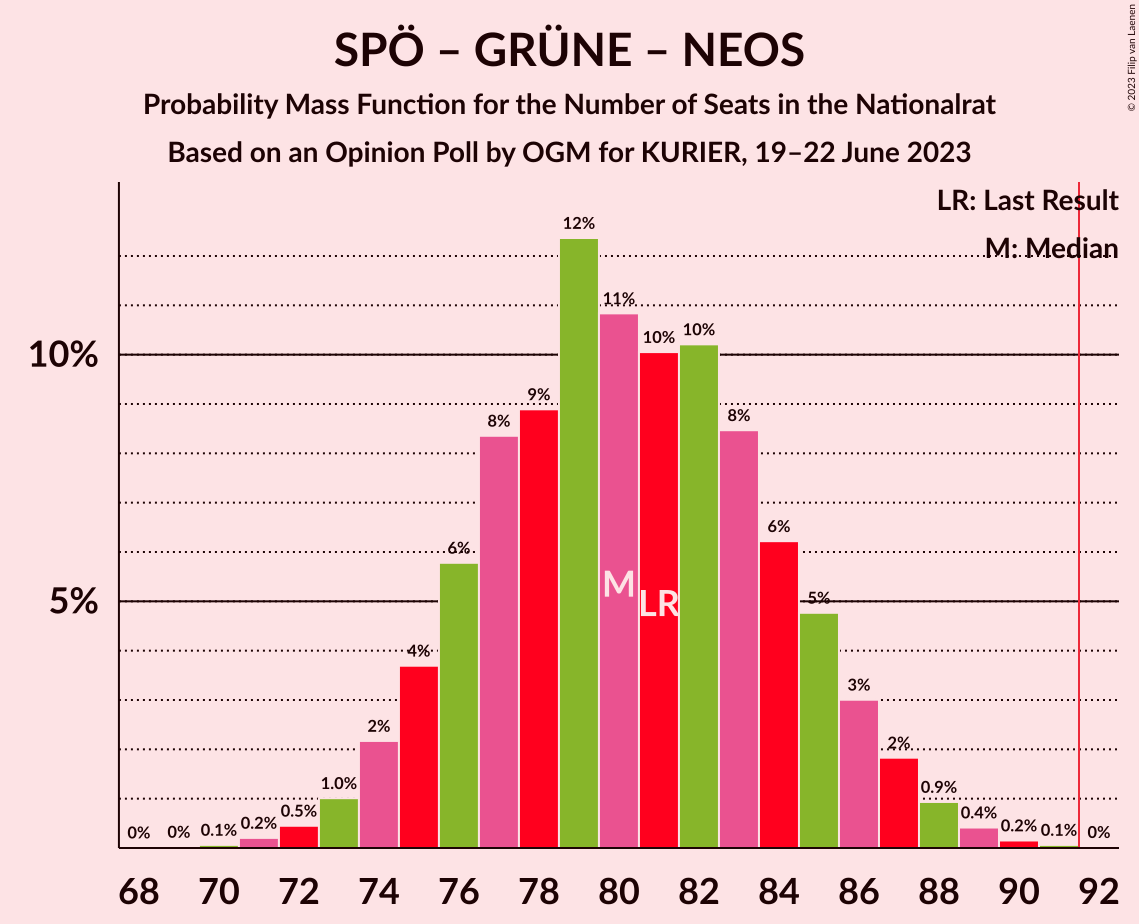 SPÖ – GRÜNE – NEOS
Probability Mass Function for the Number of Seats in the Nationalrat
Based on an Opinion Poll by OGM for KURIER, 19–22 June 2023
© 2023 Filip van Laenen
LR: Last Result
M: Median
10%
5%
0% 0% 0.1% 0.2% 0.5% 1.0% 2% 4% 6% 8% 9% 12% 11% 10% 10% 8% 6% 5% 3% 2% 0.9% 0.4% 0.2% 0.1% 0%
M LR
68 70 72 74 76 78 80 82 84 86 88 90 92